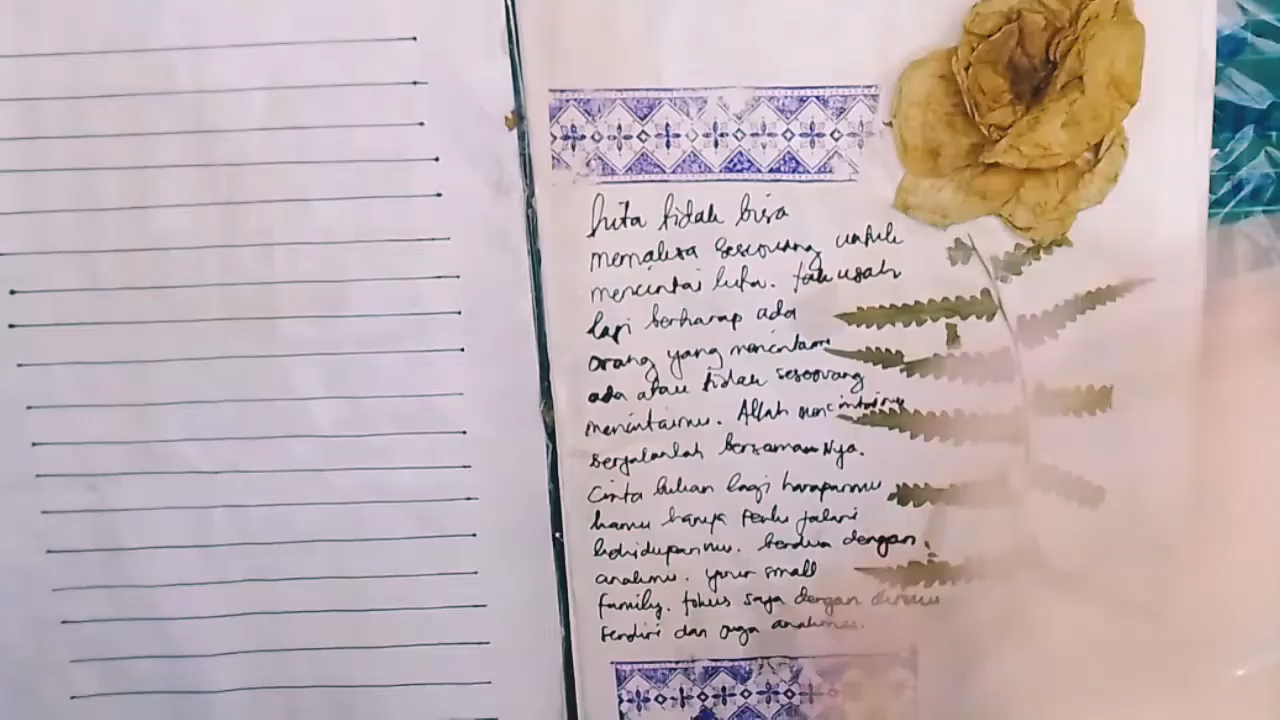 kita tidak bisa
memaksa seseorang untuk
mencintai kita. tak usah
lagi berharap ada
orang yang mencintaimu
ada atau tidak seseorang
mencintaimu. Allah mencintaimu
berjalanlah bersamaNya.
Cinta bukan lagi harapanmu
kamu hanya perlu jalani
kehidupanmu. berdua dengan
anakmu. your small
family. fokus saja dengan dirimu
sendiri dan juga anakmu.